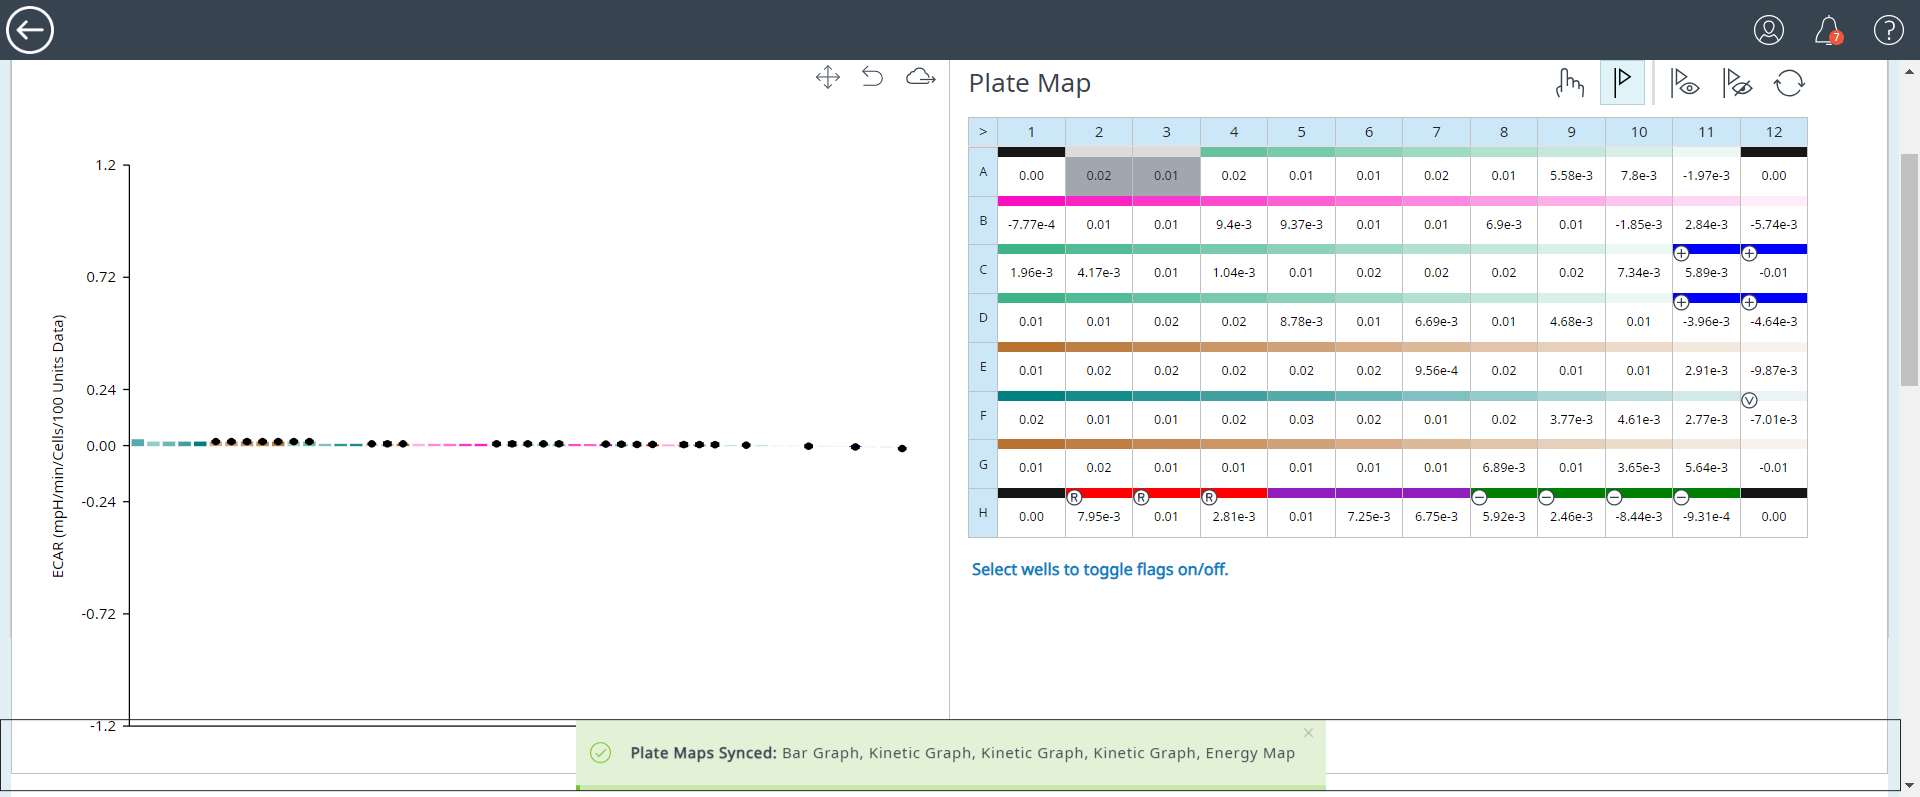 7
?
Plate Map
> 1 2 3 4 5 6 7 8 9 10 11 12
A 0.00 0.02 0.01 0.02 0.01 0.01 0.02 0.01 5.58e-3 7.8e-3 -1.97e-3 0.00
B -7.77e-4 0.01 0.01 9.4e-3 9.37e-3 0.01 0.01 6.9e-3 0.01 -1.85e-3 2.84e-3 -5.74e-3
+ +
C 1.96e-3 4.17e-3 0.01 1.04e-3 0.01 0.02 0.02 0.02 0.02 7.34e-3 5.89e-3 -0.01
+ +
D 0.01 0.01 0.02 0.02 8.78e-3 0.01 6.69e-3 0.01 4.68e-3 0.01 -3.96e-3 -4.64e-3
E 0.01 0.02 0.02 0.02 0.02 0.02 9.56e-4 0.02 0.01 0.01 2.91e-3 -9.87e-3
V
F 0.02 0.01 0.01 0.02 0.03 0.02 0.01 0.02 3.77e-3 4.61e-3 2.77e-3 -7.01e-3
G 0.01 0.02 0.01 0.01 0.01 0.01 0.01 6.89e-3 0.01 3.65e-3 5.64e-3 -0.01
R R R − − − −
H 0.00 7.95e-3 0.01 2.81e-3 0.01 7.25e-3 6.75e-3 5.92e-3 2.46e-3 -8.44e-3 -9.31e-4 0.00
Select wells to toggle flags on/off.
ECAR (mpH/min/Cells/100 Units Data)
1.2
0.72
0.24
0.00
-0.24
-0.72
-1.2
Plate Maps Synced: Bar Graph, Kinetic Graph, Kinetic Graph, Kinetic Graph, Energy Map